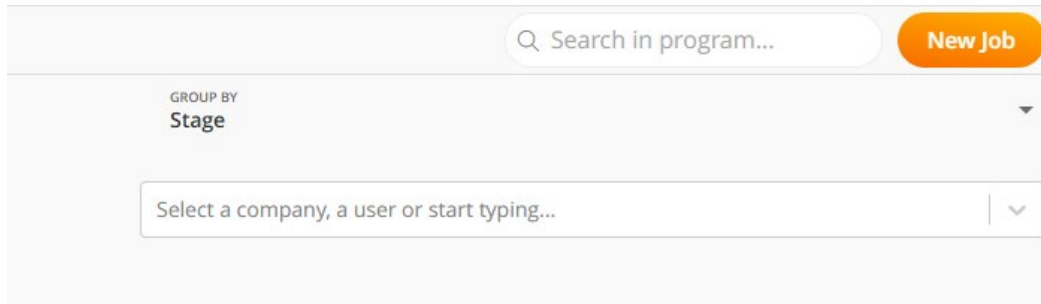 Search in program...
New Job
GROUP BY
Stage
Select a company, a user or start typing...